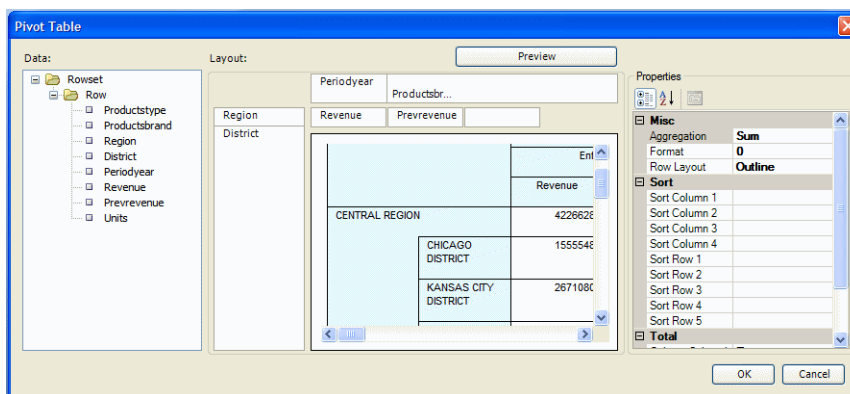 Pivot Table
Data:
Rowset
Row
Productstype
Productsbrand
Region
District
Periodyear
Revenue
Prevrevenue
Units
Layout:
Preview
Periodyear
Productsbr...
Region
District
Revenue
Prevrevenue
Ent
Revenue
CENTRAL REGION
4226628
CHICAGO
DISTRICT
1555548
KANSAS CITY
DISTRICT
2671080
Properties
Misc
Aggregation Sum
Format 0
Row Layout Outline
Sort
Sort Column 1
Sort Column 2
Sort Column 3
Sort Column 4
Sort Row 1
Sort Row 2
Sort Row 3
Sort Row 4
Sort Row 5
Total
OK
Cancel